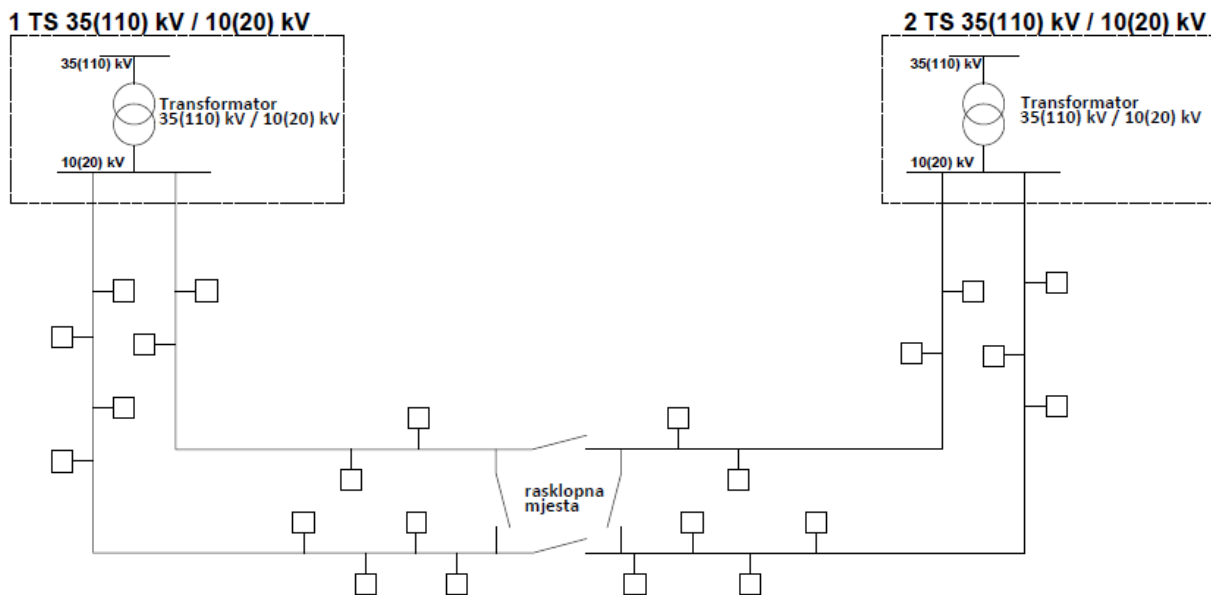 1 TS 35(110) kV / 10(20) kV
2 TS 35(110) kV / 10(20) kV
35(110) kV
Transformator
35(110) kV / 10(20) kV
10(20) kV
35(110) kV
Transformator
35(110) kV / 10(20) kV
10(20) kV
rasklopna
mjesta